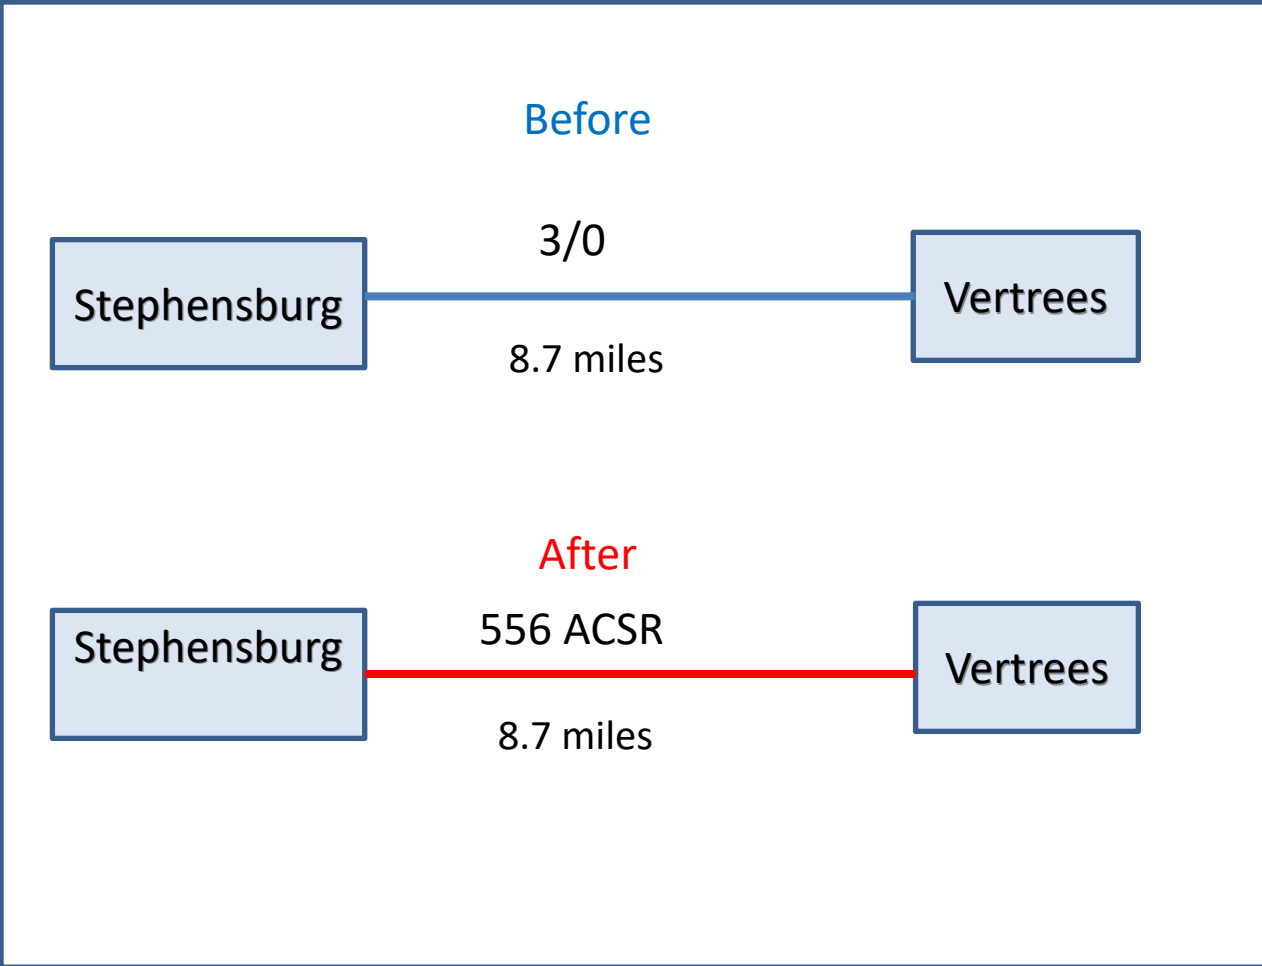 Before
3/0
Stephensburg
Vertrees
8.7 miles
After
556 ACSR
Stephensburg
Vertrees
8.7 miles